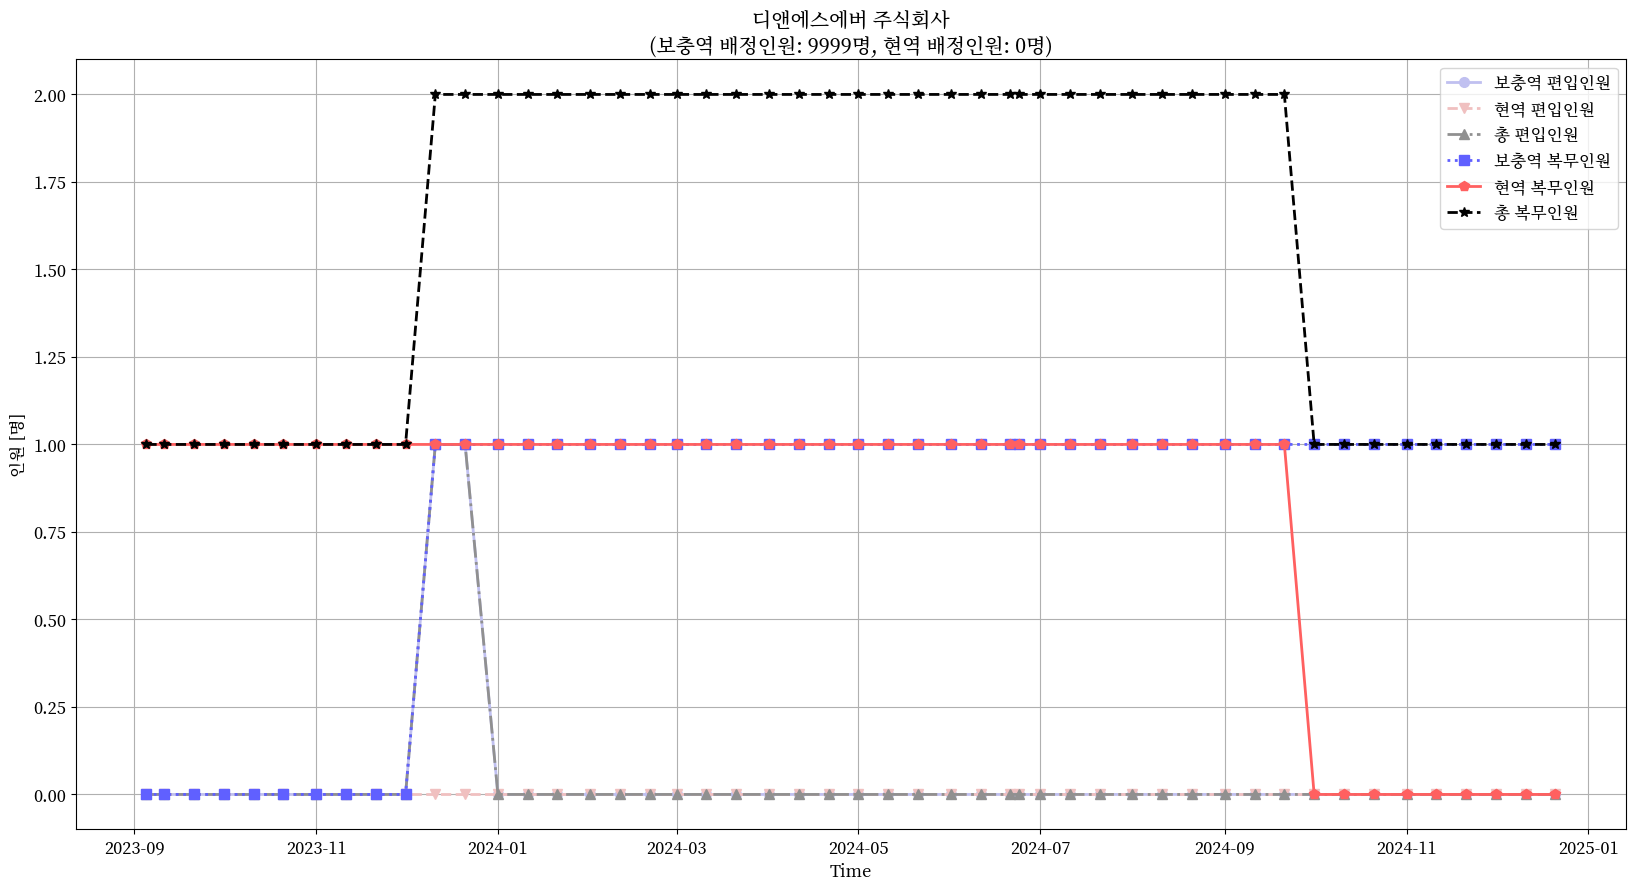 디앤에스에버 주식회사
(보충역 배정인원: 9999명, 현역 배정인원: 0명)
보충역 편입인원
현역 편입인원
총 편입인원
보충역 복무인원
현역 복무인원
총 복무인원
인원 [명]
2.00
1.75
1.50
1.25
1.00
0.75
0.50
0.25
0.00
2023-09
2023-11
2024-01
2024-03
2024-05
2024-07
2024-09
2024-11
2025-01
Time